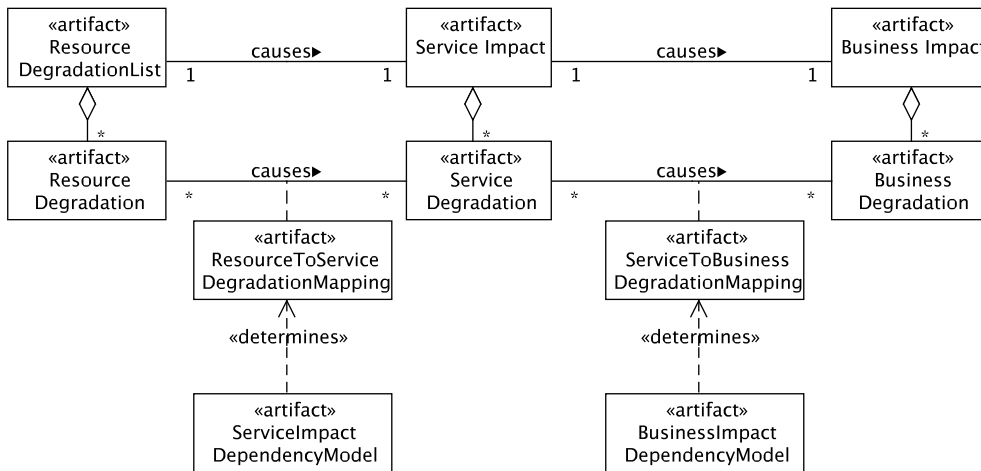 «artifact»
Resource
DegradationList
causes▶
1
1
«artifact»
Service Impact
causes▶
1
1
«artifact»
Business Impact
*
*
*
«artifact»
Resource
Degradation
causes▶
*
*
«artifact»
Service
Degradation
causes▶
*
*
«artifact»
Business
Degradation
«artifact»
ResourceToService
DegradationMapping
«artifact»
ServiceToBusiness
DegradationMapping
«determines»
«determines»
«artifact»
ServiceImpact
DependencyModel
«artifact»
BusinessImpact
DependencyModel